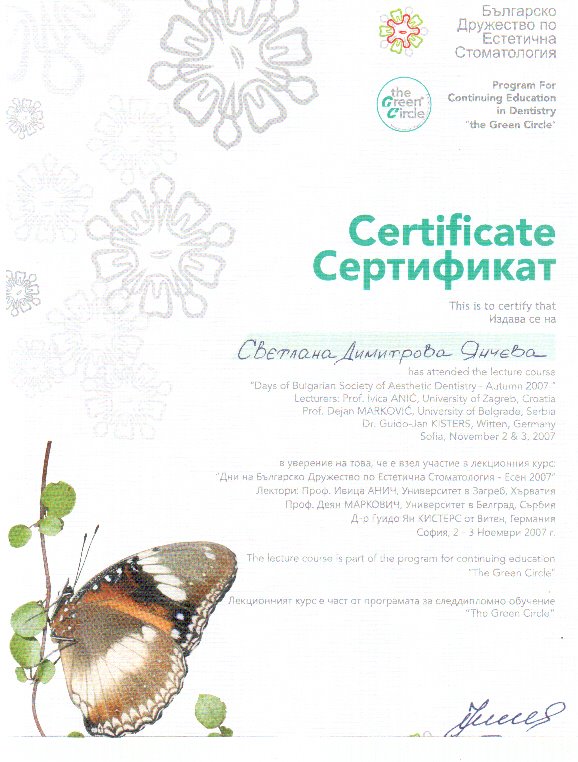 Българско
Дружество по
Естетична
Стоматология
the
Green
Circle
Program For
Continuing Education
in Dentistry
"the Green Circle"
Certificate
Сертификат
This is to certify that
Издава се на
Светлана Димитрова Янчева
has attended the lecture course
"Days of Bulgarian Society of Aesthetic Dentistry - Autumn 2007 "
Lecturers: Prof. Ivica ANIĆ, University of Zagreb, Croatia
Prof. Dejan MARKOVIĆ, University of Belgrade, Serbia
Dr. Guido-Jan KISTERS, Witten, Germany
Sofia, November 2 & 3, 2007
в уверение на това, че е взел участие в лекционния курс:
"Дни на Българско Дружество по Естетична Стоматология - Есен 2007"
Лектори: Проф. Ивица АНИЧ, Университет в Загреб, Хърватия
Проф. Деян МАРКОВИЧ, Университет в Белград, Сърбия
Д-р Гуидо Ян КИСТЕРС от Витен, Германия
София, 2 - 3 Ноември 2007 г.
The lecture course is part of the program for continuing education
"The Green Circle"
Лекционният курс е част от програмата за следдипломно обучение
"The Green Circle"